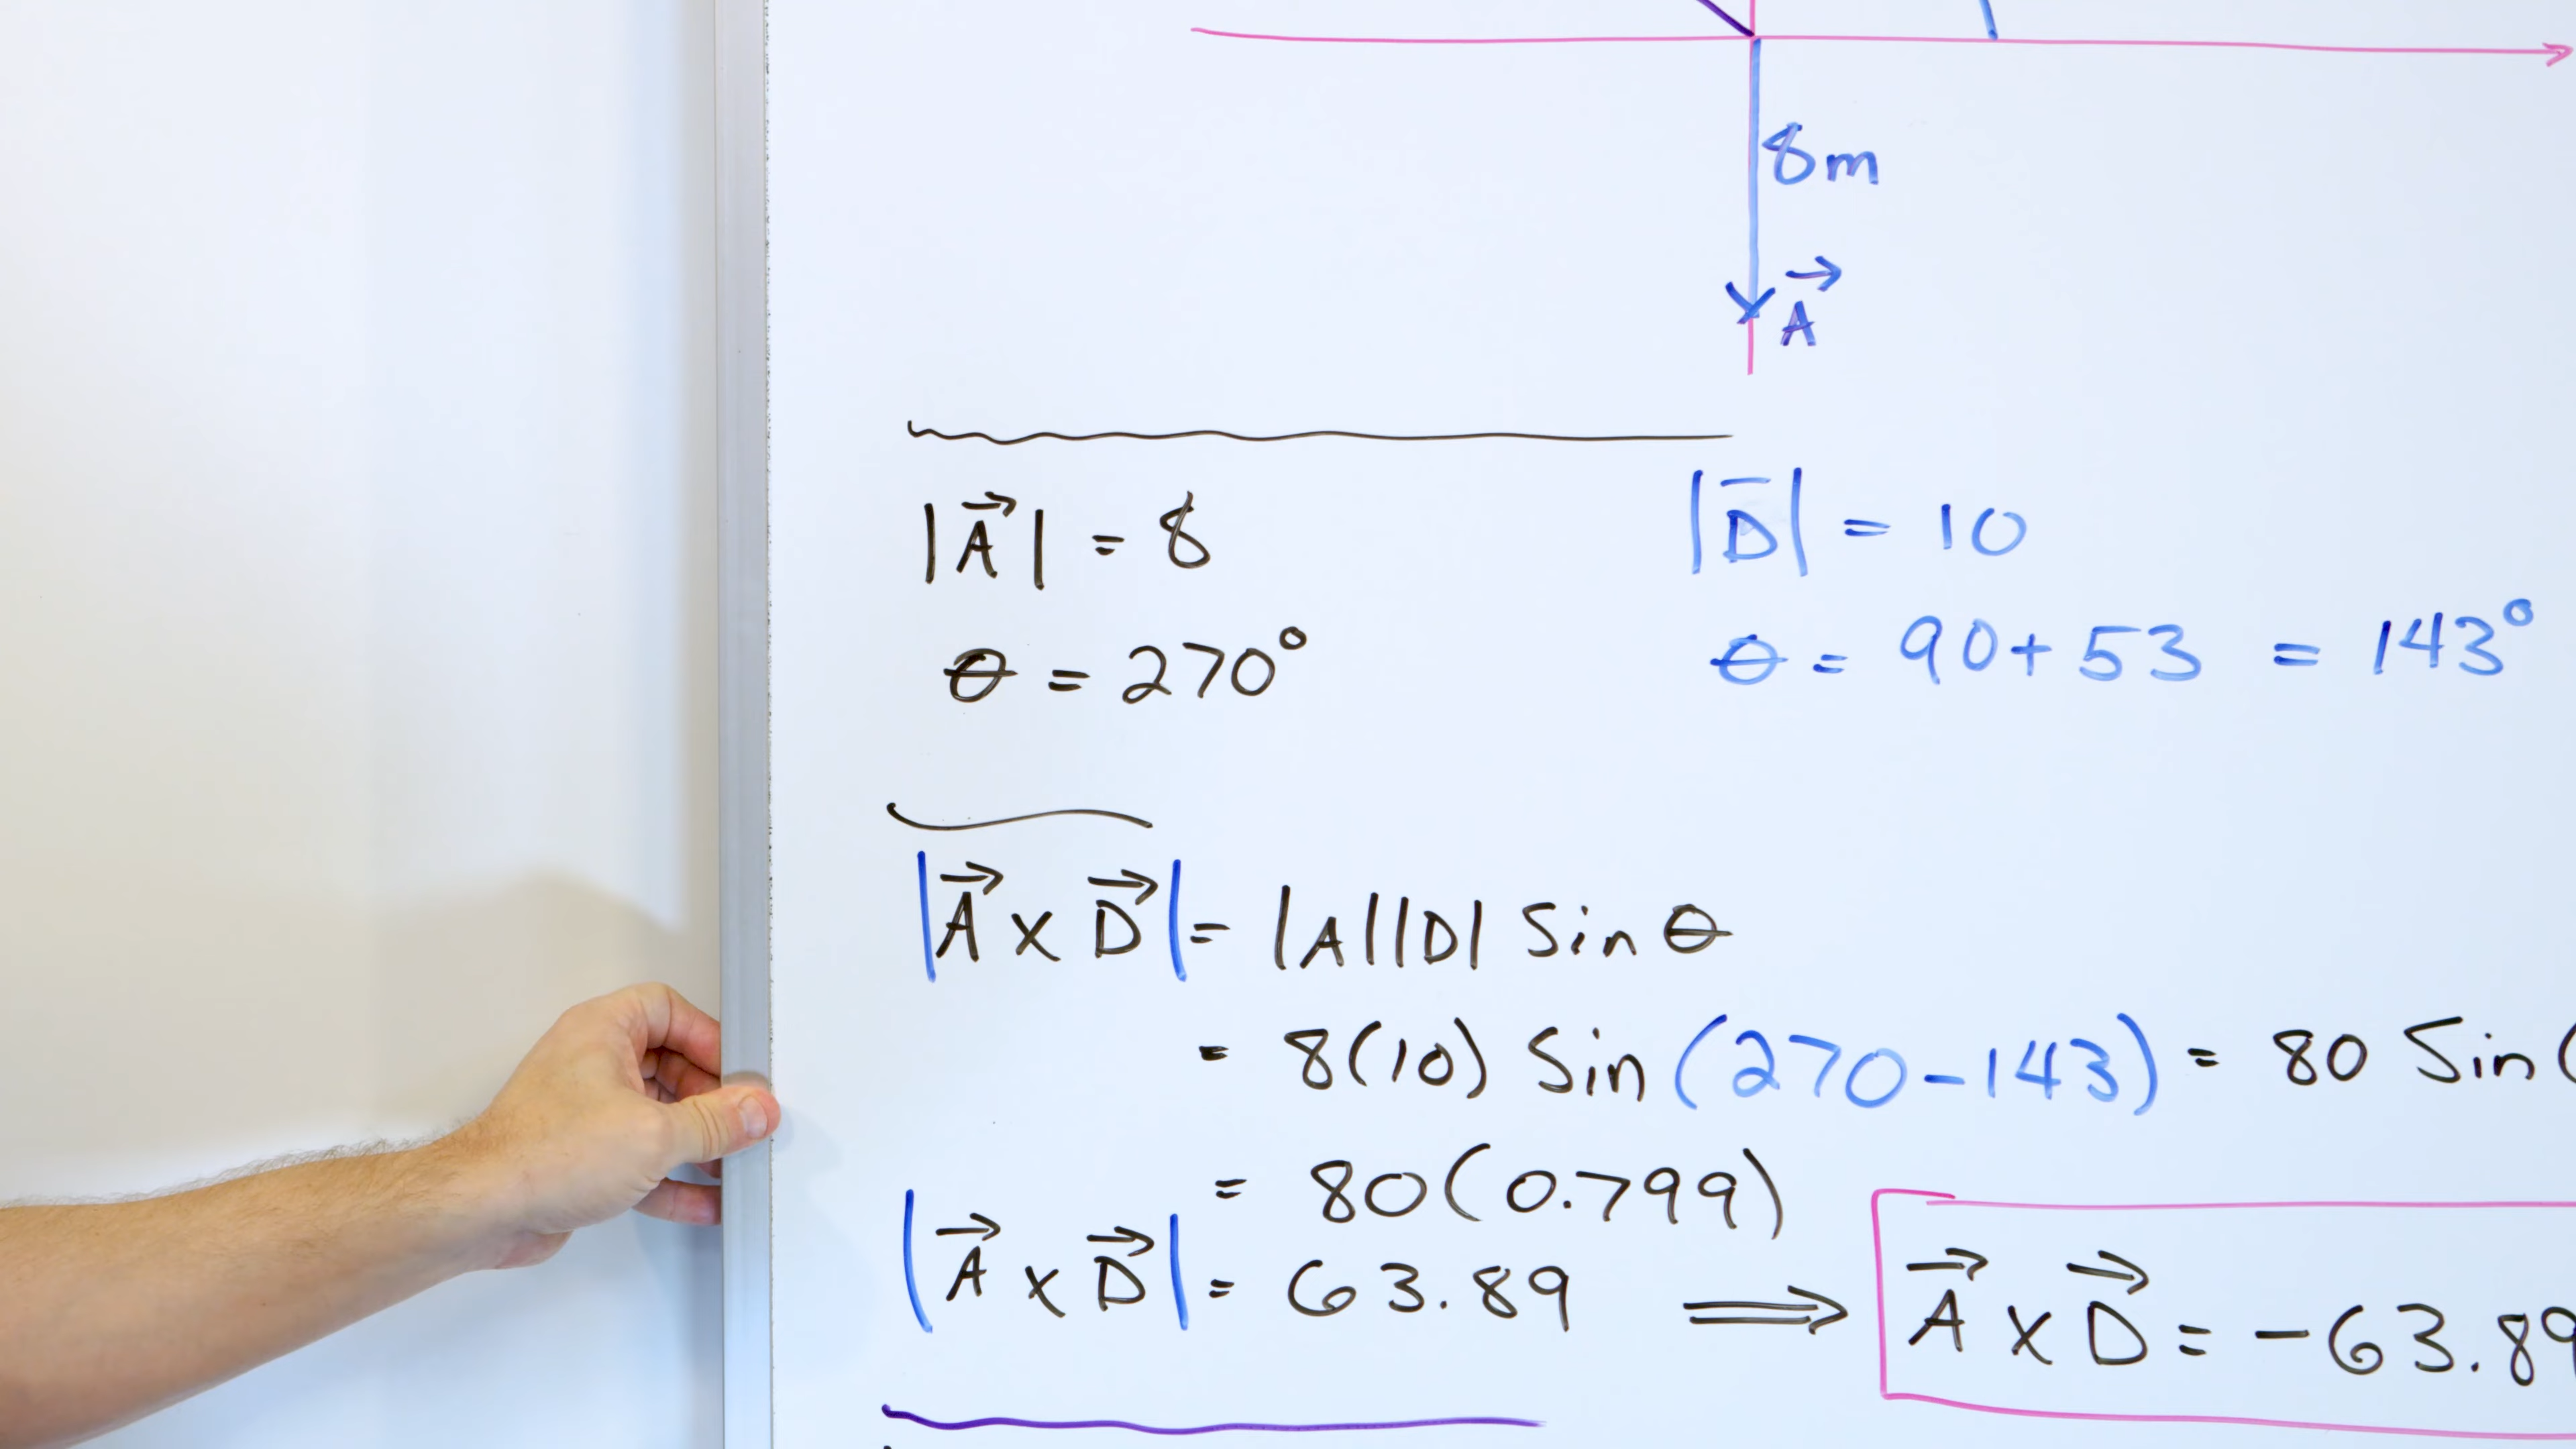 8m
A⃗
|A⃗| = 8
|D̅| = 10
θ = 270°
θ = 90+53 = 143°
|A⃗ x D⃗| = |A||D| Sin θ
= 8(10) Sin (270-143) = 80 Sin (
= 80(0.799)
|A⃗ x D⃗| = 63.89 ⟹ A⃗ x D⃗ = -63.89